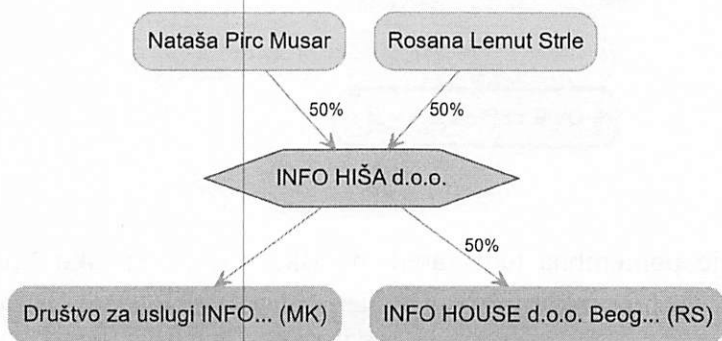 Nataša Pirc Musar
Rosana Lemut Strle
50%
50%
INFO HIŠA d.o.o.
50%
Društvo za uslugi INFO... (MK)
INFO HOUSE d.o.o. Beog... (RS)